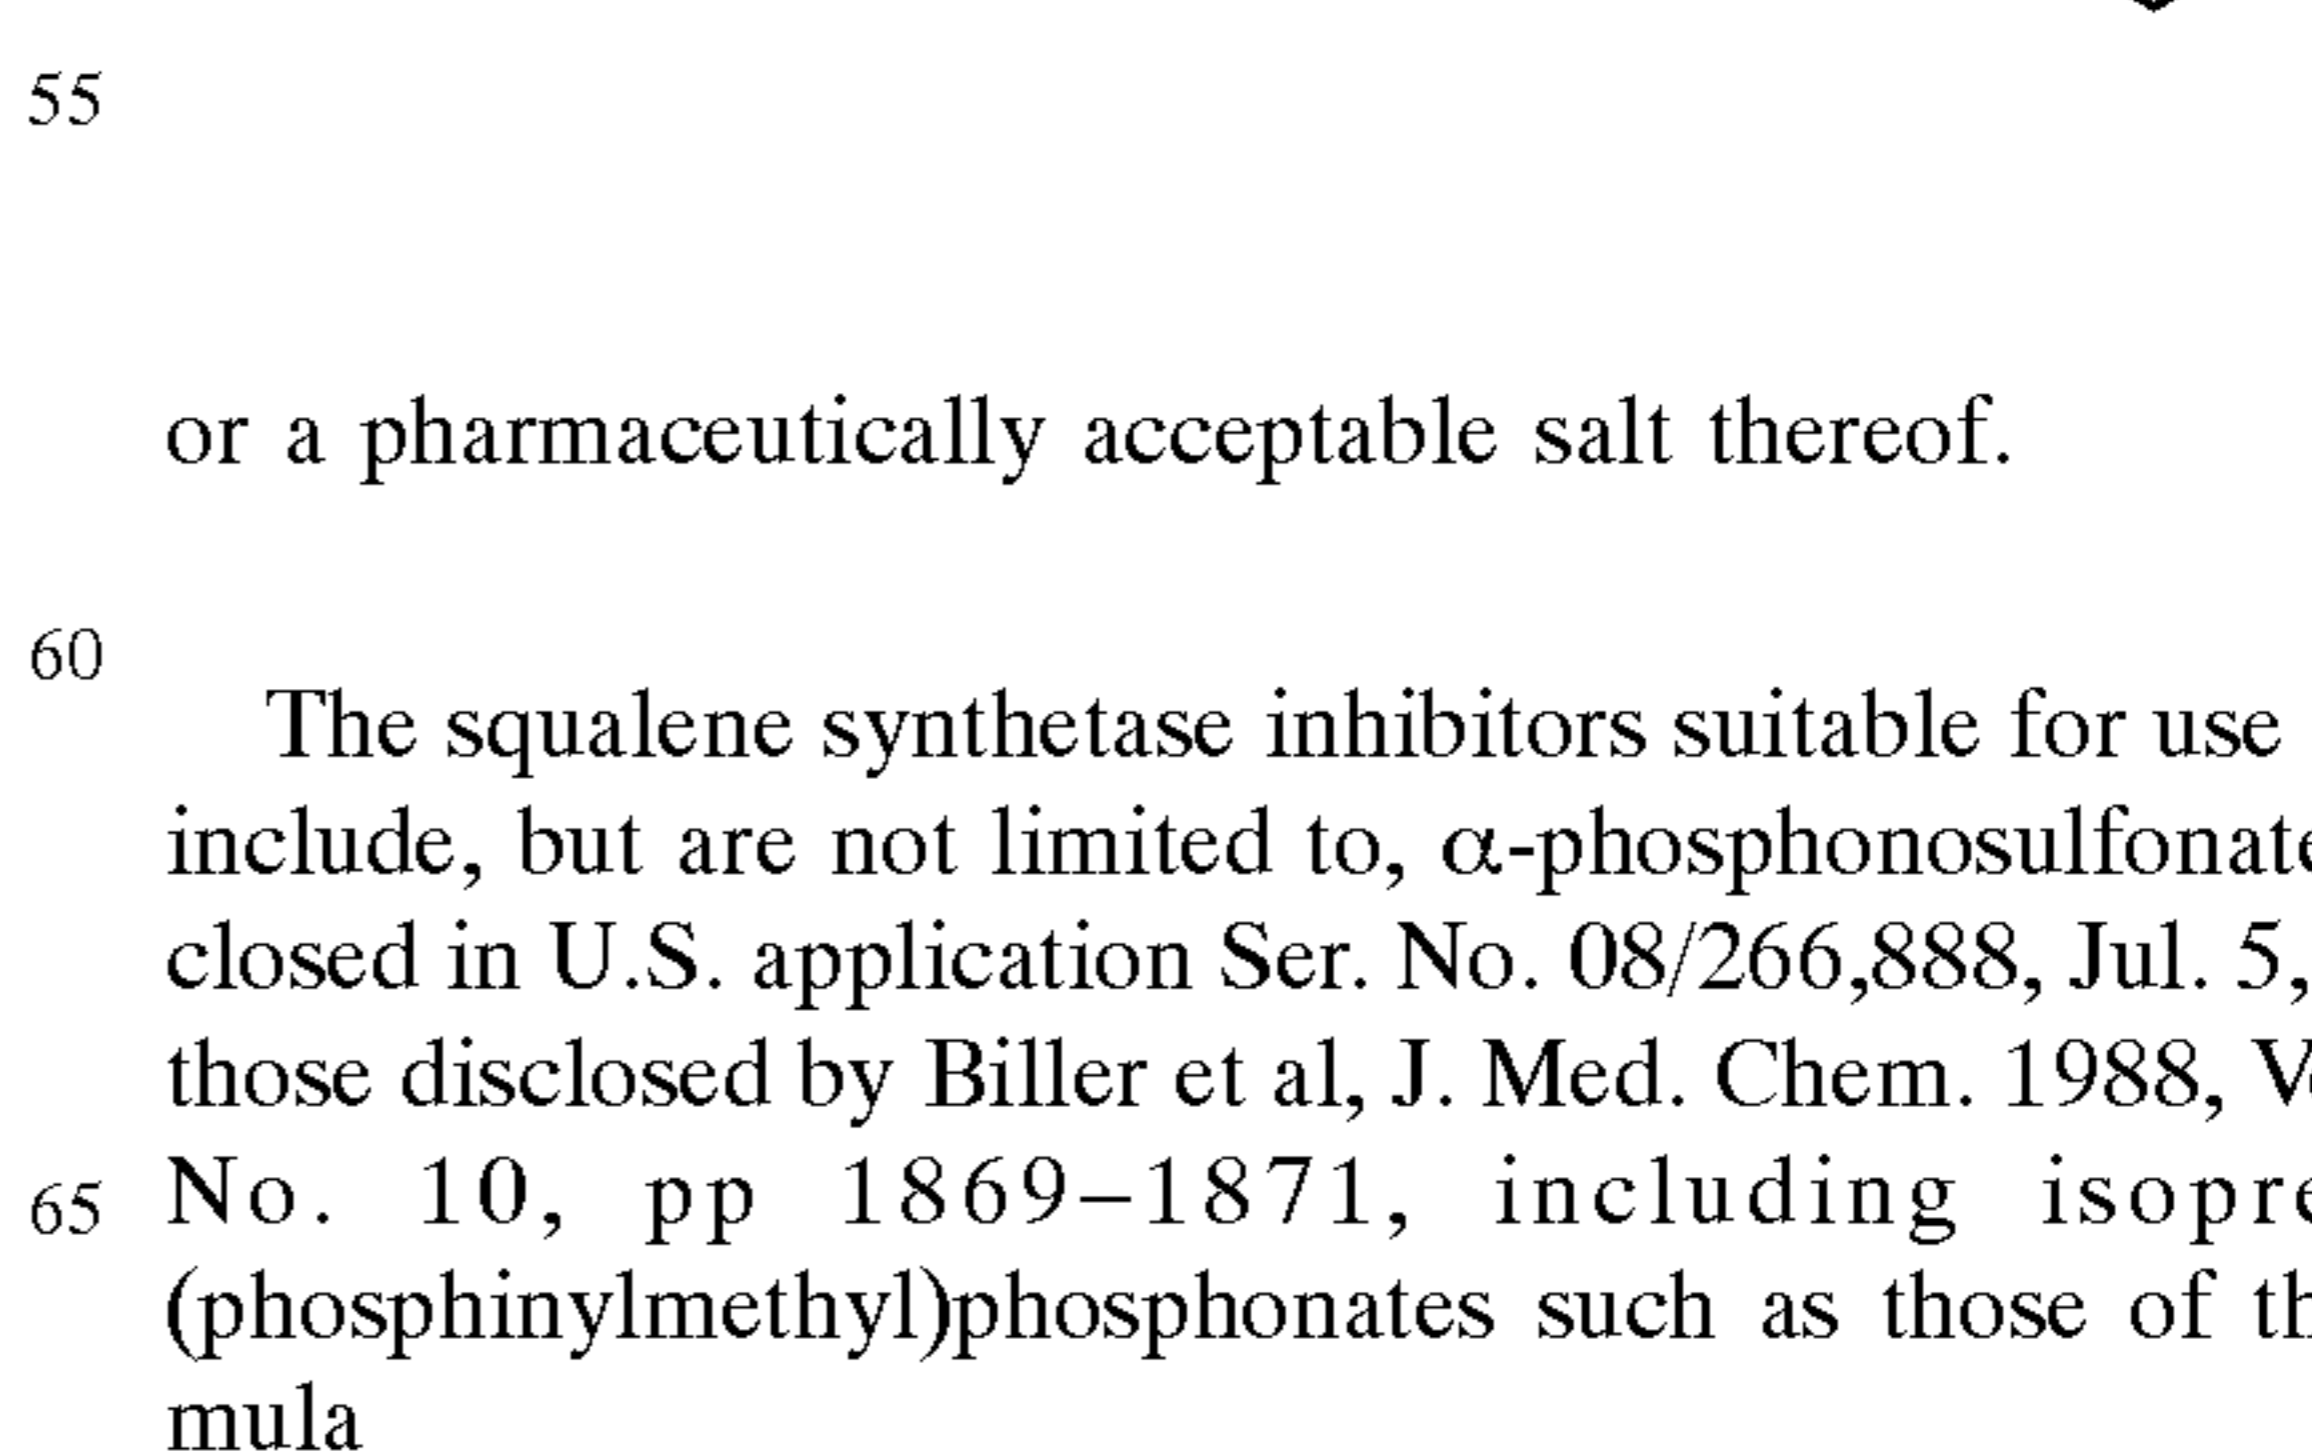 55
or a pharmaceutically acceptable salt thereof.
60
The squalene synthetase inhibitors suitable for use
include, but are not limited to, α-phosphonosulfonate
closed in U.S. application Ser. No. 08/266,888, Jul. 5,
those disclosed by Biller et al, J. Med. Chem. 1988,
65 No. 10, pp 1869–1871, including
(phosphinylmethyl)phosphonates such as those of
mula